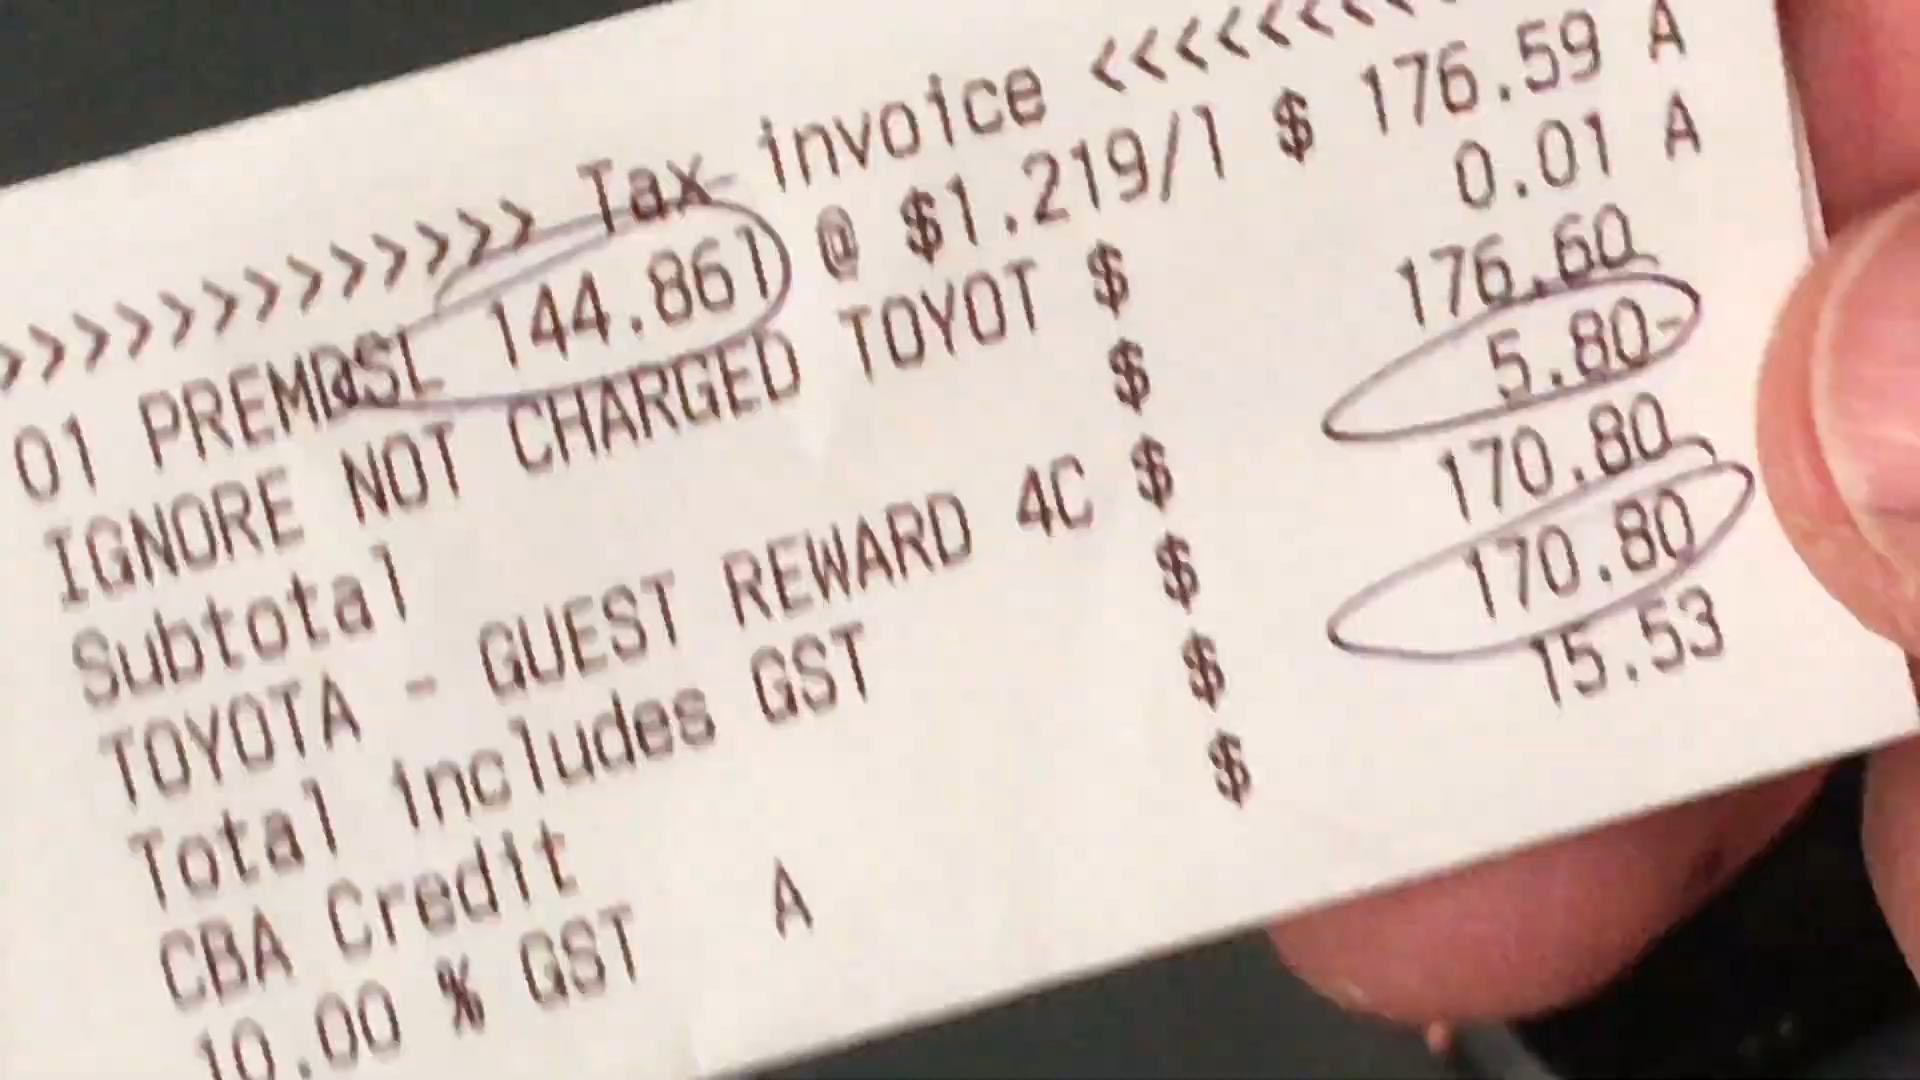 >>>>>>>>>>>>> Tax invoice <<<<<<<<
01 PREMDSL 144.861 @ $1.219/l $ 176.59 A
IGNORE NOT CHARGED TOYOT $ 0.01 A
Subtotal $ 176.60
TOYOTA - GUEST REWARD 4C $ 5.80-
Total includes GST $ 170.80
CBA Credit $ 170.80
10.00 % GST A $ 15.53